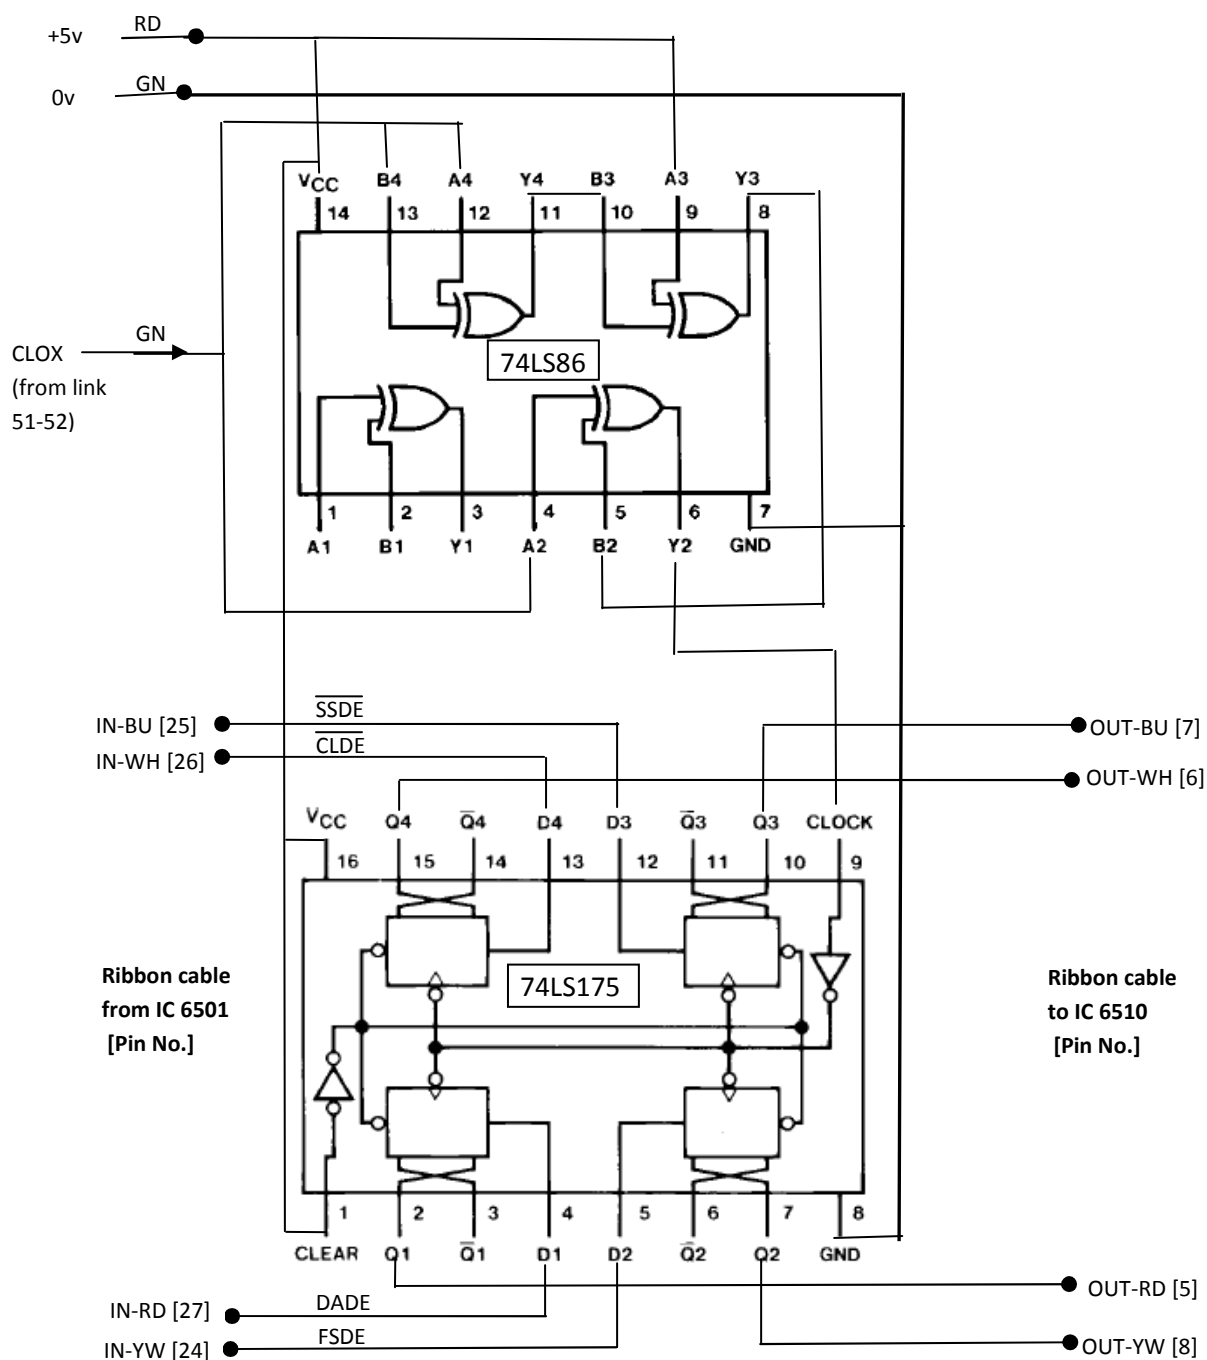 +5v RD
0v GN
VCC B4 A4 Y4 B3 A3 Y3
14 13 12 11 10 9 8
CLOX GN
(from link
51-52)
74LS86
1 2 3 4 5 6 7
A1 B1 Y1 A2 B2 Y2 GND
IN-BU [25] SSDE OUT-BU [7]
IN-WH [26] CLDE OUT-WH [6]
VCC Q4 Q̅4 D4 D3 Q̅3 Q3 CLOCK
16 15 14 13 12 11 10 9
Ribbon cable
from IC 6501
[Pin No.]
74LS175
Ribbon cable
to IC 6510
[Pin No.]
1 2 3 4 5 6 7 8
CLEAR Q1 Q̅1 D1 D2 Q̅2 Q2 GND
IN-RD [27] DADE OUT-RD [5]
IN-YW [24] FSDE OUT-YW [8]